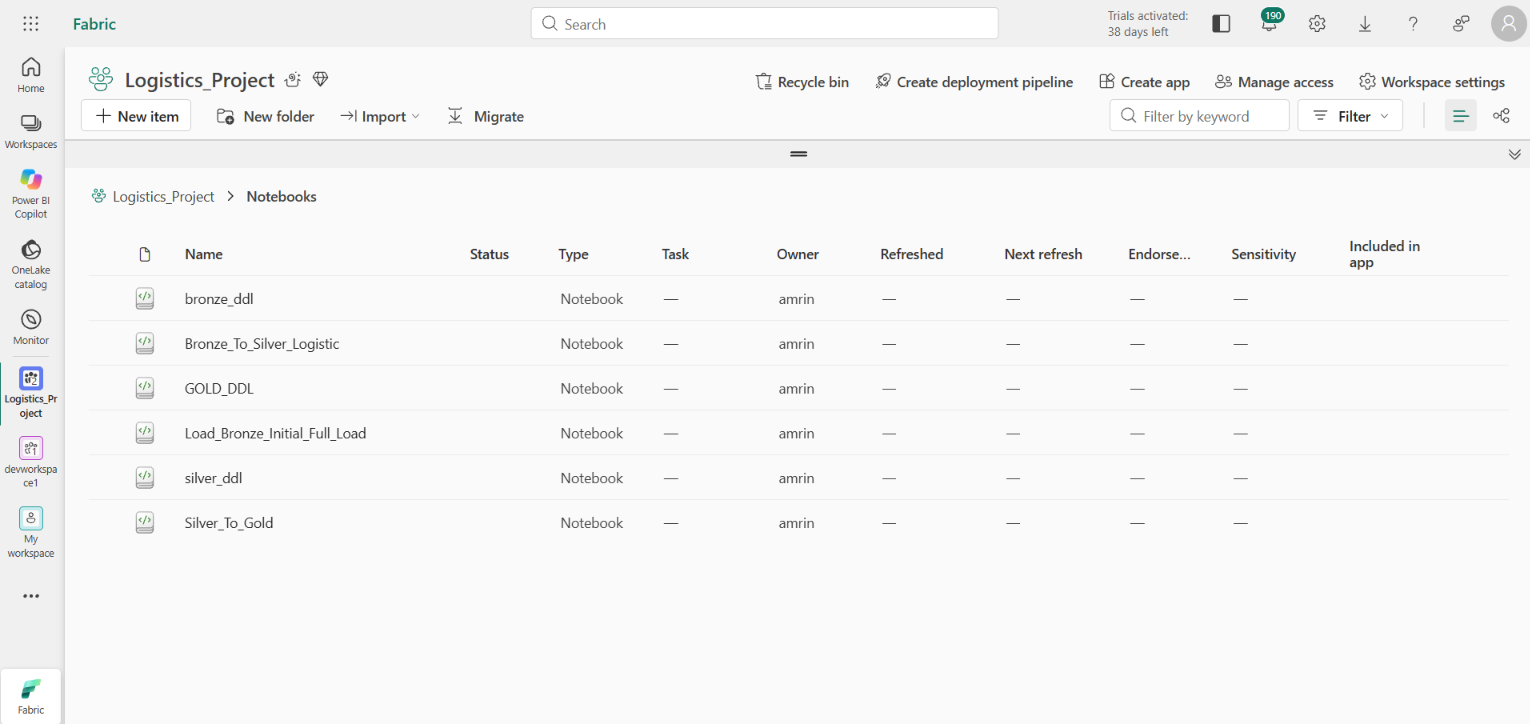 Fabric
Search
Trials activated:
38 days left
190
Home
Workspaces
Power BI
Copilot
OneLake
catalog
Monitor
Logistics_Pr
oject
devworkspa
ce1
My
workspace
Fabric
Logistics_Project
Recycle bin
Create deployment pipeline
Create app
Manage access
Workspace settings
New item
New folder
Import
Migrate
Filter by keyword
Filter
Logistics_Project > Notebooks
Name Status Type Task Owner Refreshed Next refresh Endorse... Sensitivity Included in app
bronze_ddl Notebook — amrin — — — —
Bronze_To_Silver_Logistic Notebook — amrin — — — —
GOLD_DDL Notebook — amrin — — — —
Load_Bronze_Initial_Full_Load Notebook — amrin — — — —
silver_ddl Notebook — amrin — — — —
Silver_To_Gold Notebook — amrin — — — —